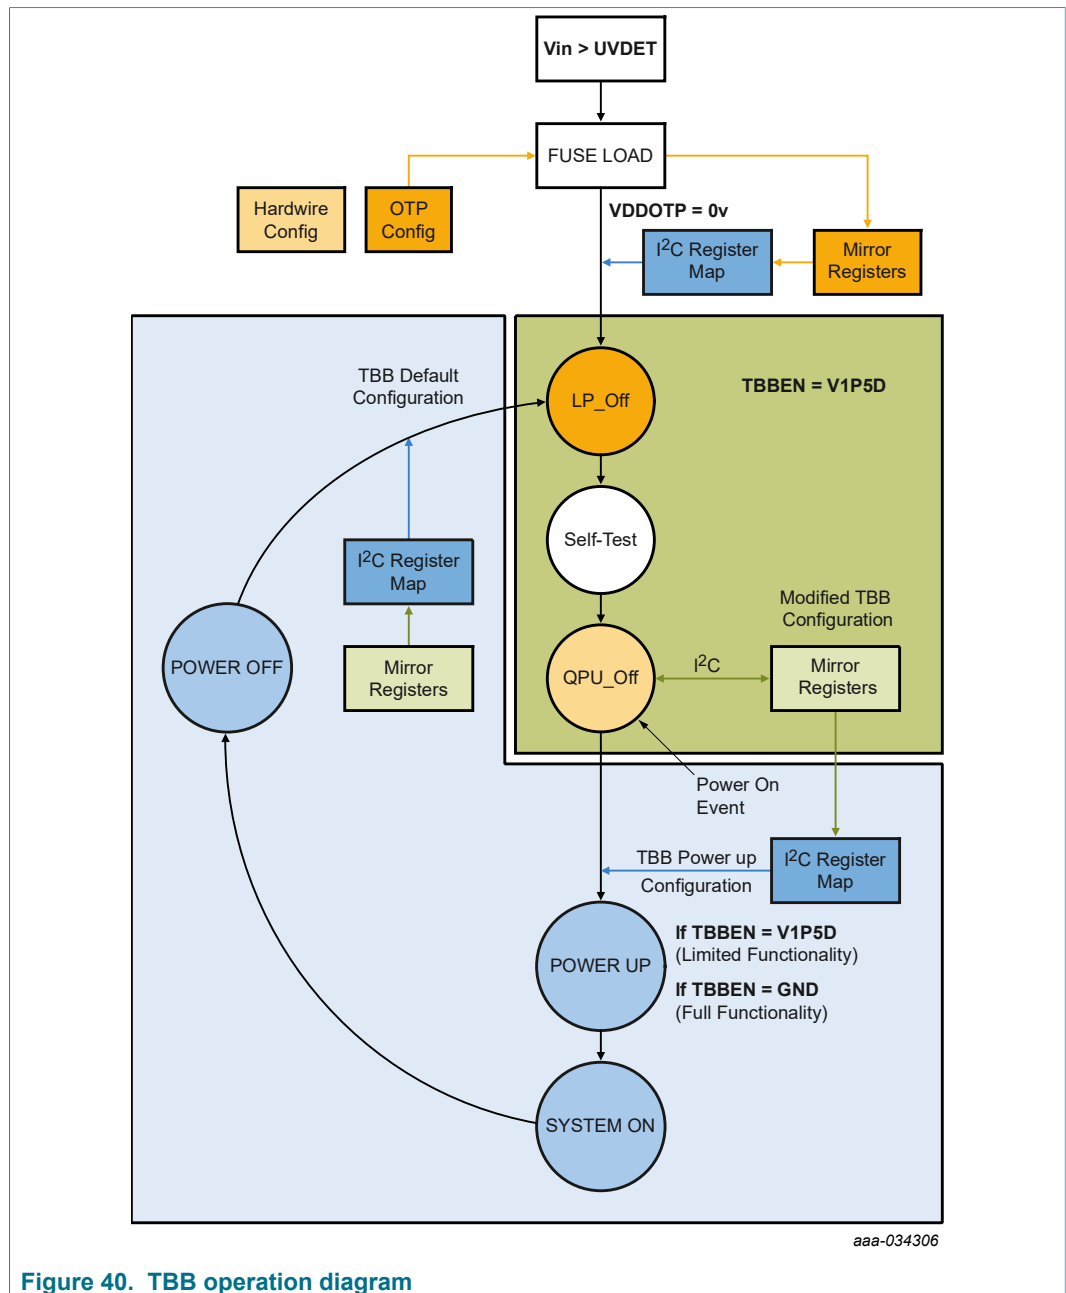 Vin > UVDET
FUSE LOAD
Hardwire
Config
OTP
Config
VDDOTP = 0v
I2C Register
Map
Mirror
Registers
TBB Default
Configuration
LP_Off
TBBEN = V1P5D
Self-Test
I2C Register
Map
Modified TBB
Configuration
POWER OFF
Mirror
Registers
QPU_Off
I2C
Mirror
Registers
Power On
Event
TBB Power up
Configuration
I2C Register
Map
POWER UP
If TBBEN = V1P5D
(Limited Functionality)
If TBBEN = GND
(Full Functionality)
SYSTEM ON
aaa-034306
Figure 40. TBB operation diagram